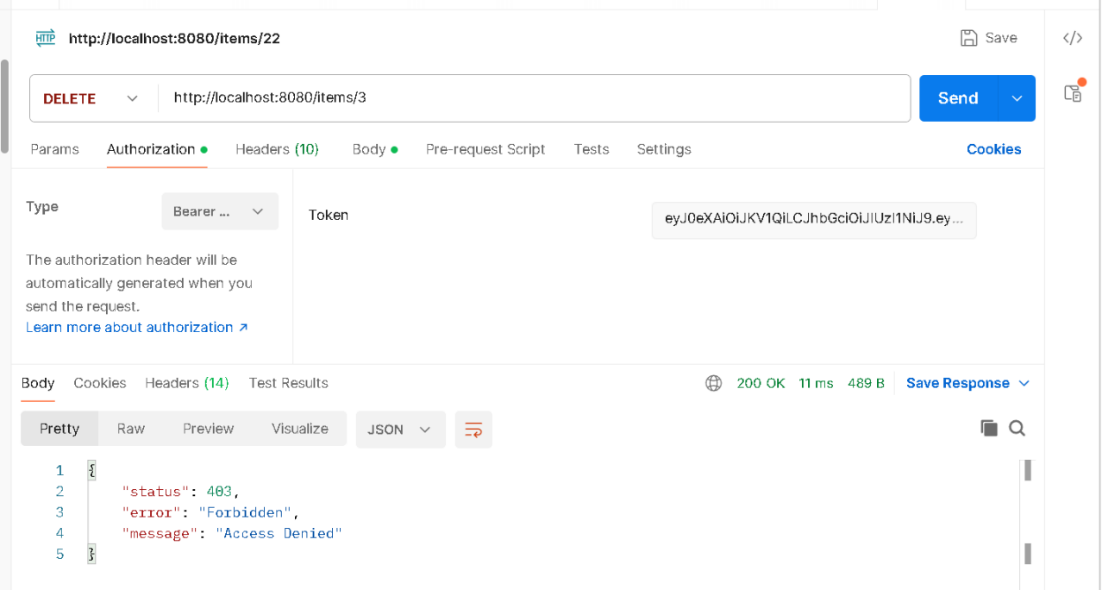 HTTP http://localhost:8080/items/22 Save </>
DELETE http://localhost:8080/items/3 Send
Params Authorization Headers (10) Body Pre-request Script Tests Settings Cookies
Type Bearer ... Token eyJ0eXAiOiJKV1QiLCJhbGciOiJIUzI1NiJ9.ey...
The authorization header will be
automatically generated when you
send the request.
Learn more about authorization ↗
Body Cookies Headers (14) Test Results 200 OK 11 ms 489 B Save Response
Pretty Raw Preview Visualize JSON
1 {
2 "status": 403,
3 "error": "Forbidden",
4 "message": "Access Denied"
5 }